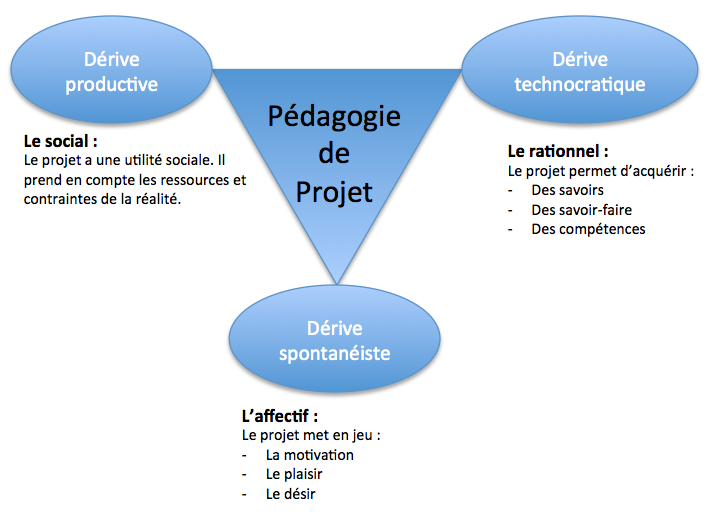 Dérive
productive
Dérive
technocratique
Pédagogie
de
Projet
Le social :
Le projet a une utilité sociale. Il
prend en compte les ressources et
contraintes de la réalité.
Le rationnel :
Le projet permet d’acquérir :
- Des savoirs
- Des savoir-faire
- Des compétences
Dérive
spontanéiste
L’affectif :
Le projet met en jeu :
- La motivation
- Le plaisir
- Le désir